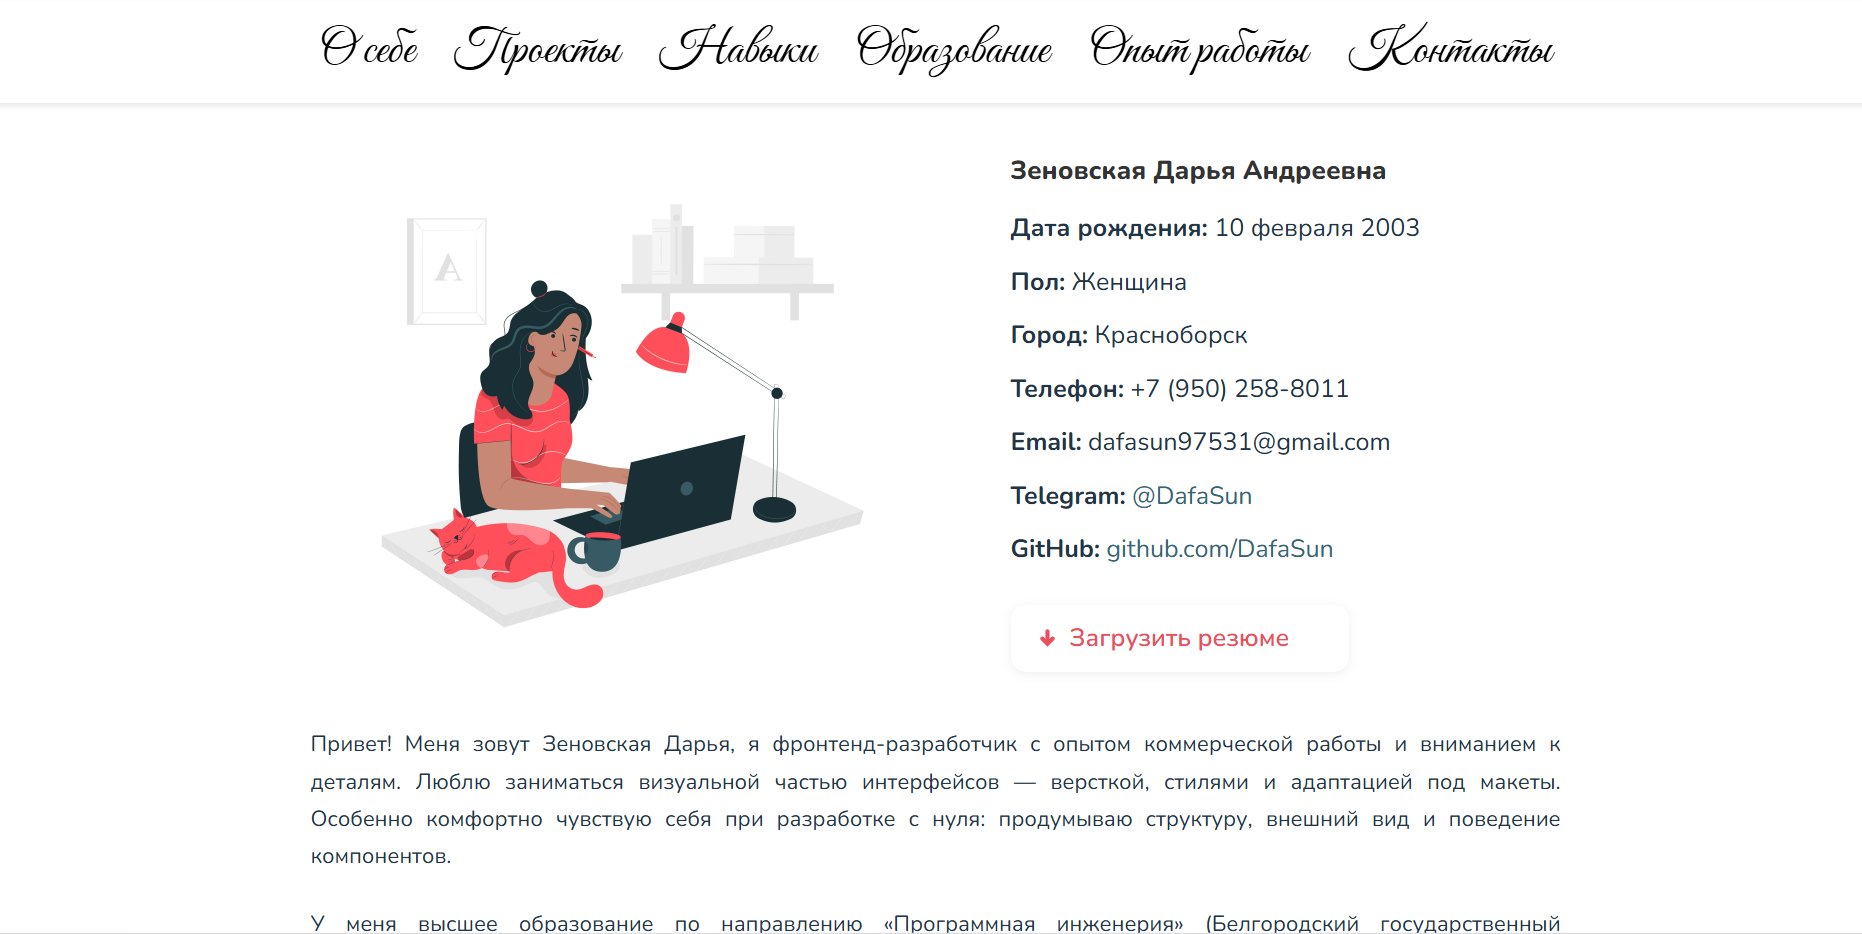 О себе Проекты Навыки Образование Опыт работы Контакты
A
Зеновская Дарья Андреевна
Дата рождения: 10 февраля 2003
Пол: Женщина
Город: Красноборск
Телефон: +7 (950) 258-8011
Email: dafasun97531@gmail.com
Telegram: @DafaSun
GitHub: github.com/DafaSun
Загрузить резюме
Привет! Меня зовут Зеновская Дарья, я фронтенд-разработчик с опытом коммерческой работы и вниманием к
деталям. Люблю заниматься визуальной частью интерфейсов — версткой, стилями и адаптацией под макеты.
Особенно комфортно чувствую себя при разработке с нуля: продумываю структуру, внешний вид и поведение
компонентов.
У меня высшее образование по направлению «Программная инженерия» (Белгородский государственный